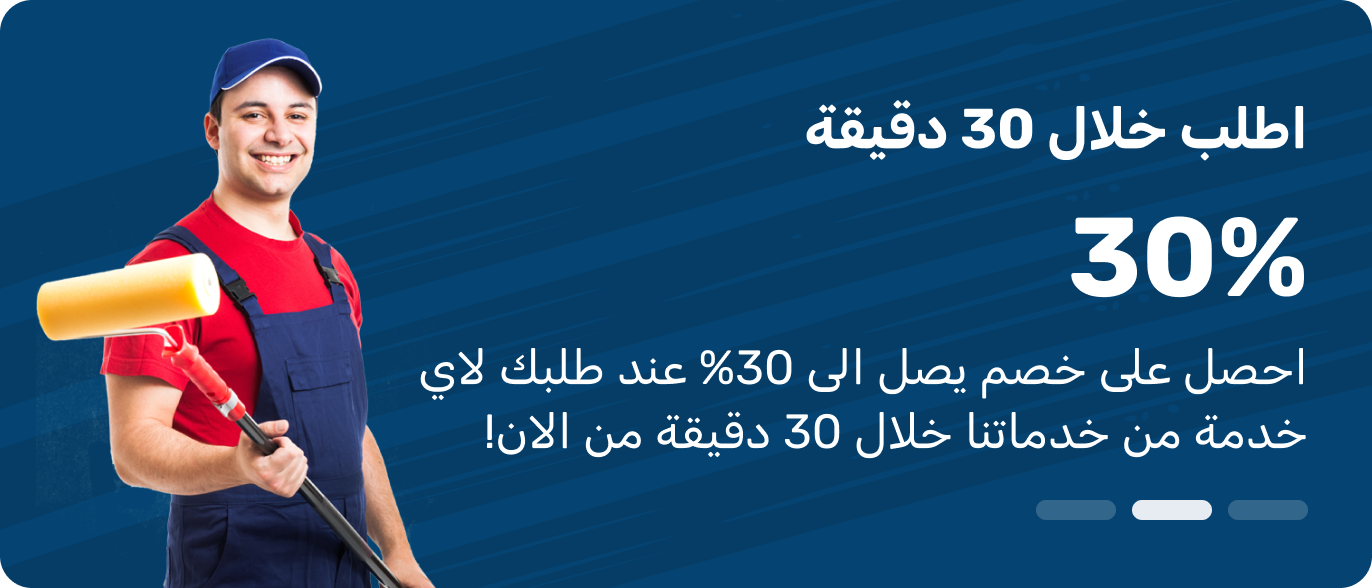 اطلب خلال 30 دقيقة
30%
احصل على خصم يصل الى 30% عند طلبك لاي
خدمة من خدماتنا خلال 30 دقيقة من الان!